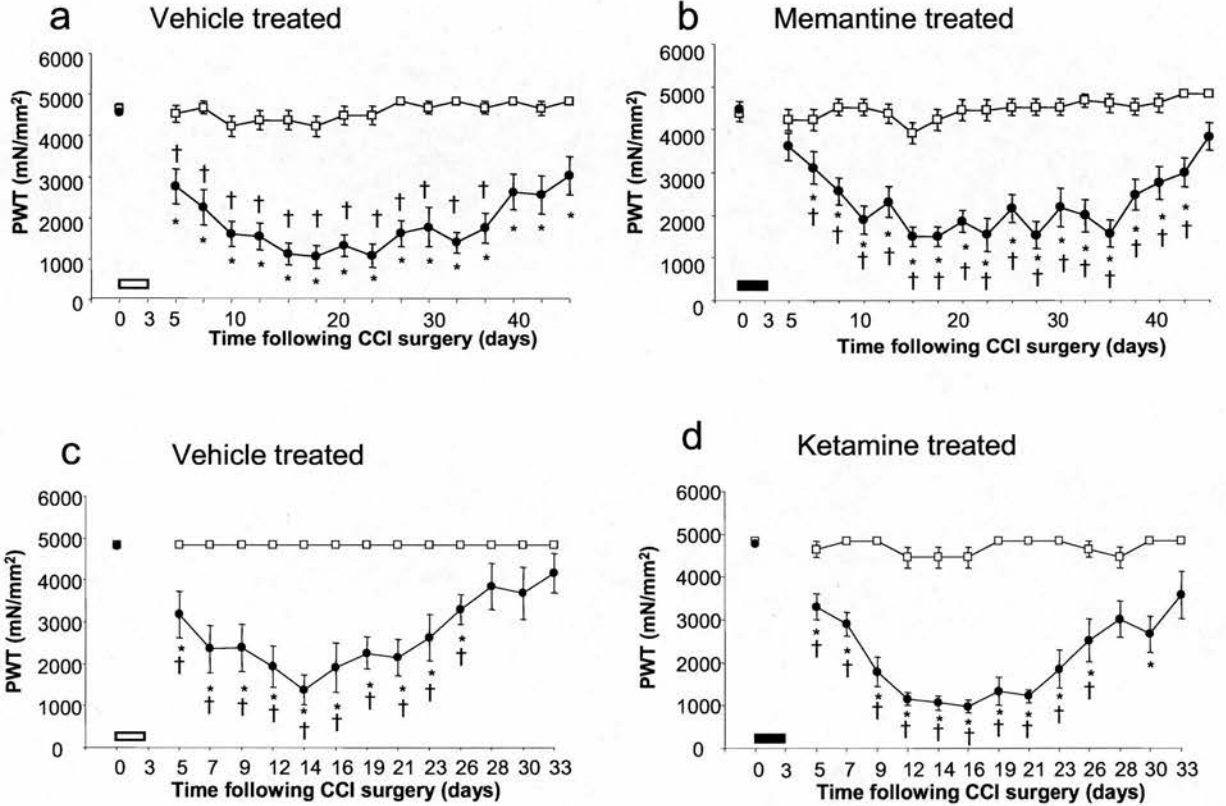 a Vehicle treated
6000
5000
4000
3000
2000
1000
0
PWT (mN/mm²)
† † † † † † † † † † † †
* * * * * * * * * * * * * * *
0 3 5 10 20 30 40
Time following CCI surgery (days)
b Memantine treated
6000
5000
4000
3000
2000
1000
0
PWT (mN/mm²)
* * * * * * * * * * * * * * *
† † † † † † † † † † † † † † †
0 3 5 10 20 30 40
Time following CCI surgery (days)
c Vehicle treated
6000
5000
4000
3000
2000
1000
0
PWT (mN/mm²)
* * * * * * * * * *
† † † † † † † † † †
0 3 5 7 9 12 14 16 19 21 23 26 28 30 33
Time following CCI surgery (days)
d Ketamine treated
6000
5000
4000
3000
2000
1000
0
PWT (mN/mm²)
* * * * * * * * * * *
† † † † † † † † † †
0 3 5 7 9 12 14 16 19 21 23 26 28 30 33
Time following CCI surgery (days)